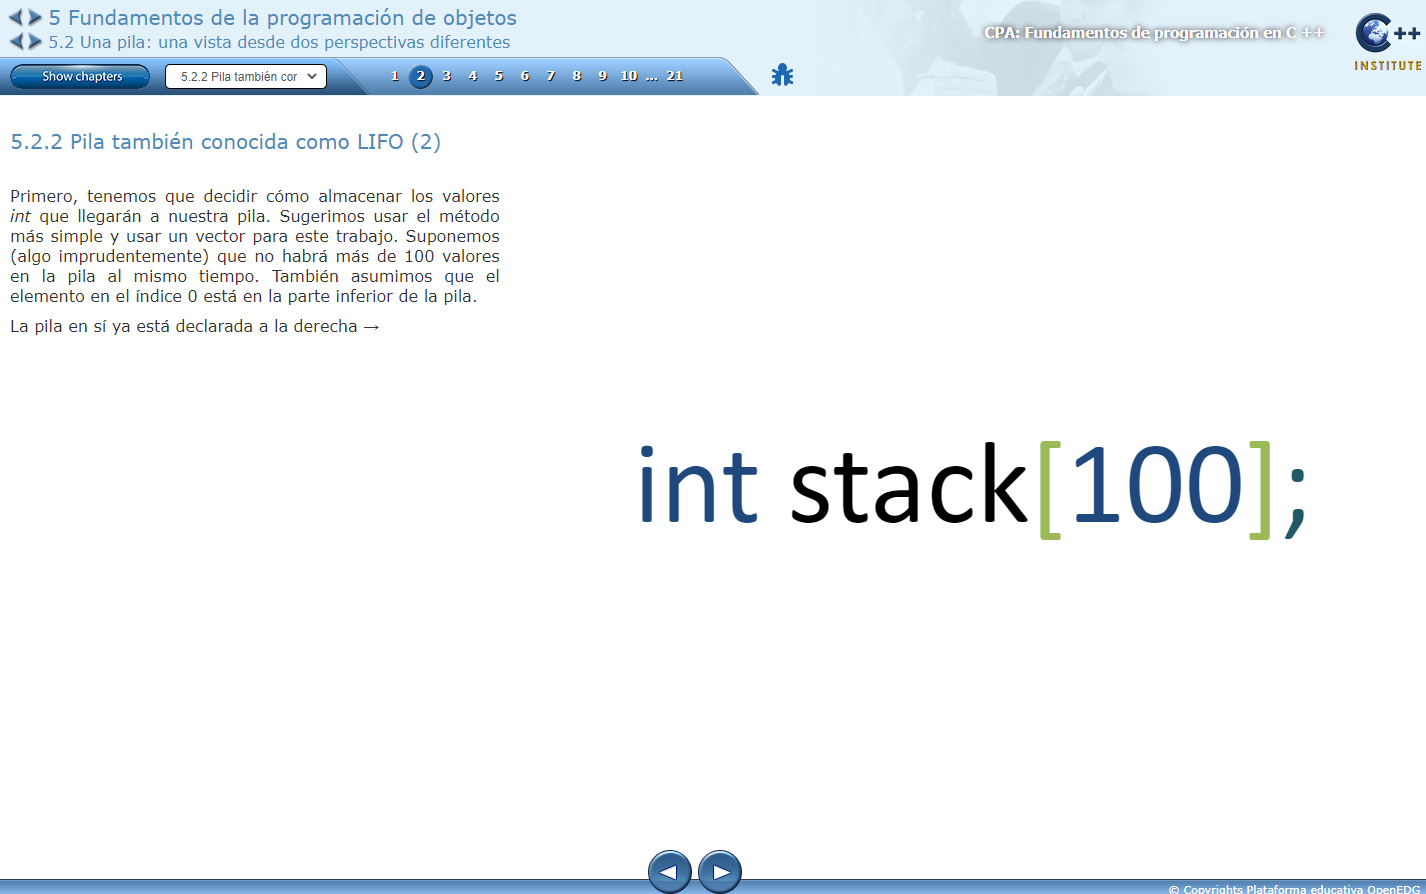 5 Fundamentos de la programación de objetos
5.2 Una pila: una vista desde dos perspectivas diferentes
CPA: Fundamentos de programación en C ++
C++
INSTITUTE
Show chapters
5.2.2 Pila también cor
1 2 3 4 5 6 7 8 9 10 ... 21
5.2.2 Pila también conocida como LIFO (2)
Primero, tenemos que decidir cómo almacenar los valores
int que llegarán a nuestra pila. Sugerimos usar el método
más simple y usar un vector para este trabajo. Suponemos
(algo imprudentemente) que no habrá más de 100 valores
en la pila al mismo tiempo. También asumimos que el
elemento en el índice 0 está en la parte inferior de la pila.
La pila en sí ya está declarada a la derecha →
int stack[100];
© Copyrights Plataforma educativa OpenEDG